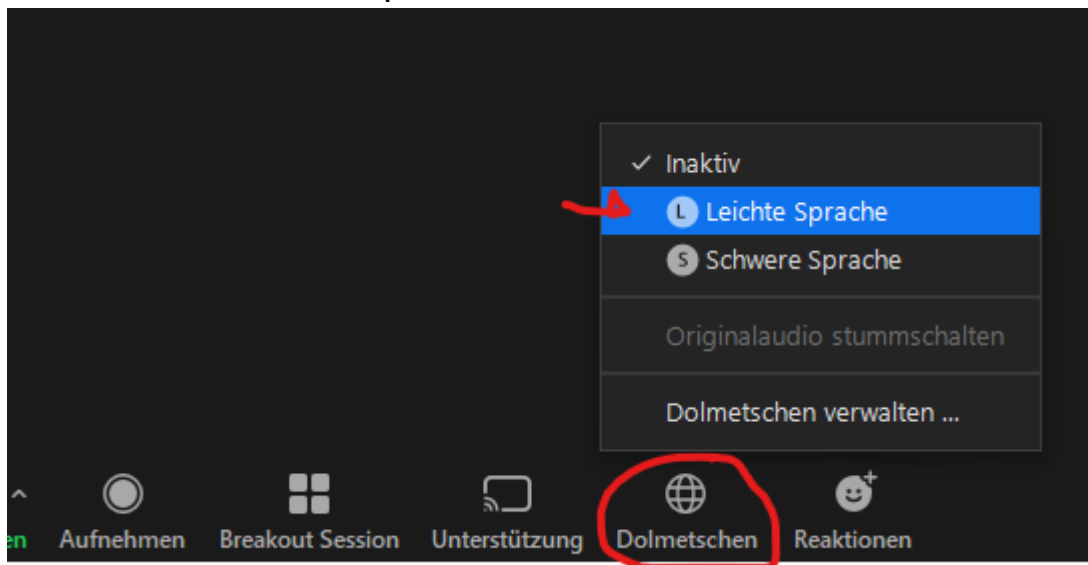 Inaktiv
L Leichte Sprache
S Schwere Sprache
Originalaudio stummschalten
Dolmetschen verwalten ...
en Aufnehmen Breakout Session Unterstützung Dolmetschen Reaktionen